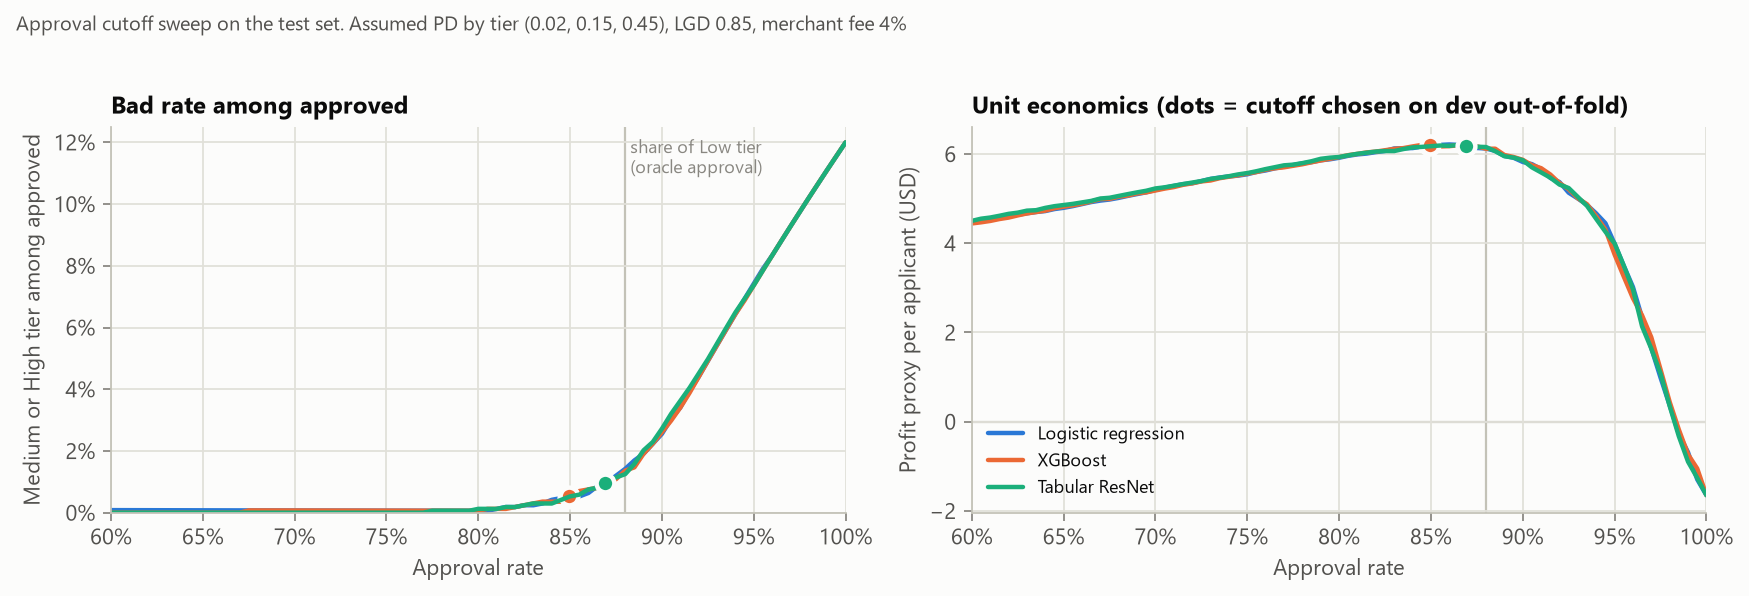 Approval cutoff sweep on the test set. Assumed PD by tier (0.02, 0.15, 0.45), LGD 0.85, merchant fee 4%
Bad rate among approved
Medium or High tier among approved
12%
10%
8%
6%
4%
2%
0%
share of Low tier
(oracle approval)
60%
65%
70%
75%
80%
85%
90%
95%
100%
Approval rate
Unit economics (dots = cutoff chosen on dev out-of-fold)
Profit proxy per applicant (USD)
6
4
2
0
−2
Logistic regression
XGBoost
Tabular ResNet
60%
65%
70%
75%
80%
85%
90%
95%
100%
Approval rate